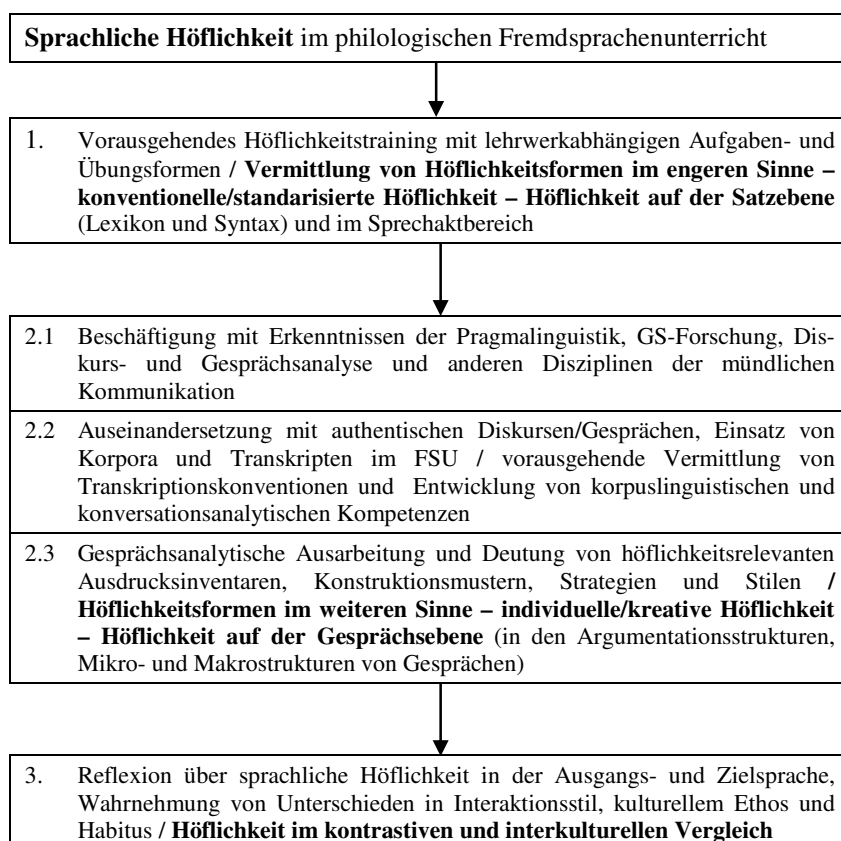 Sprachliche Höflichkeit im philologischen Fremdsprachenunterricht
1. Vorausgehendes Höflichkeitstraining mit lehrwerkabhängigen Aufgaben- und
Übungsformen / Vermittlung von Höflichkeitsformen im engeren Sinne –
konventionelle/standarisierte Höflichkeit – Höflichkeit auf der Satzebene
(Lexikon und Syntax) und im Sprechaktbereich
2.1 Beschäftigung mit Erkenntnissen der Pragmalinguistik, GS-Forschung, Dis-
kurs- und Gesprächsanalyse und anderen Disziplinen der mündlichen
Kommunikation
2.2 Auseinandersetzung mit authentischen Diskursen/Gesprächen, Einsatz von
Korpora und Transkripten im FSU / vorausgehende Vermittlung von
Transkriptionskonventionen und Entwicklung von korpuslinguistischen und
konversationsanalytischen Kompetenzen
2.3 Gesprächsanalytische Ausarbeitung und Deutung von höflichkeitsrelevanten
Ausdrucksinventaren, Konstruktionsmustern, Strategien und Stilen /
Höflichkeitsformen im weiteren Sinne – individuelle/kreative Höflichkeit
– Höflichkeit auf der Gesprächsebene (in den Argumentationsstrukturen,
Mikro- und Makrostrukturen von Gesprächen)
3. Reflexion über sprachliche Höflichkeit in der Ausgangs- und Zielsprache,
Wahrnehmung von Unterschieden in Interaktionsstil, kulturellem Ethos und
Habitus / Höflichkeit im kontrastiven und interkulturellen Vergleich